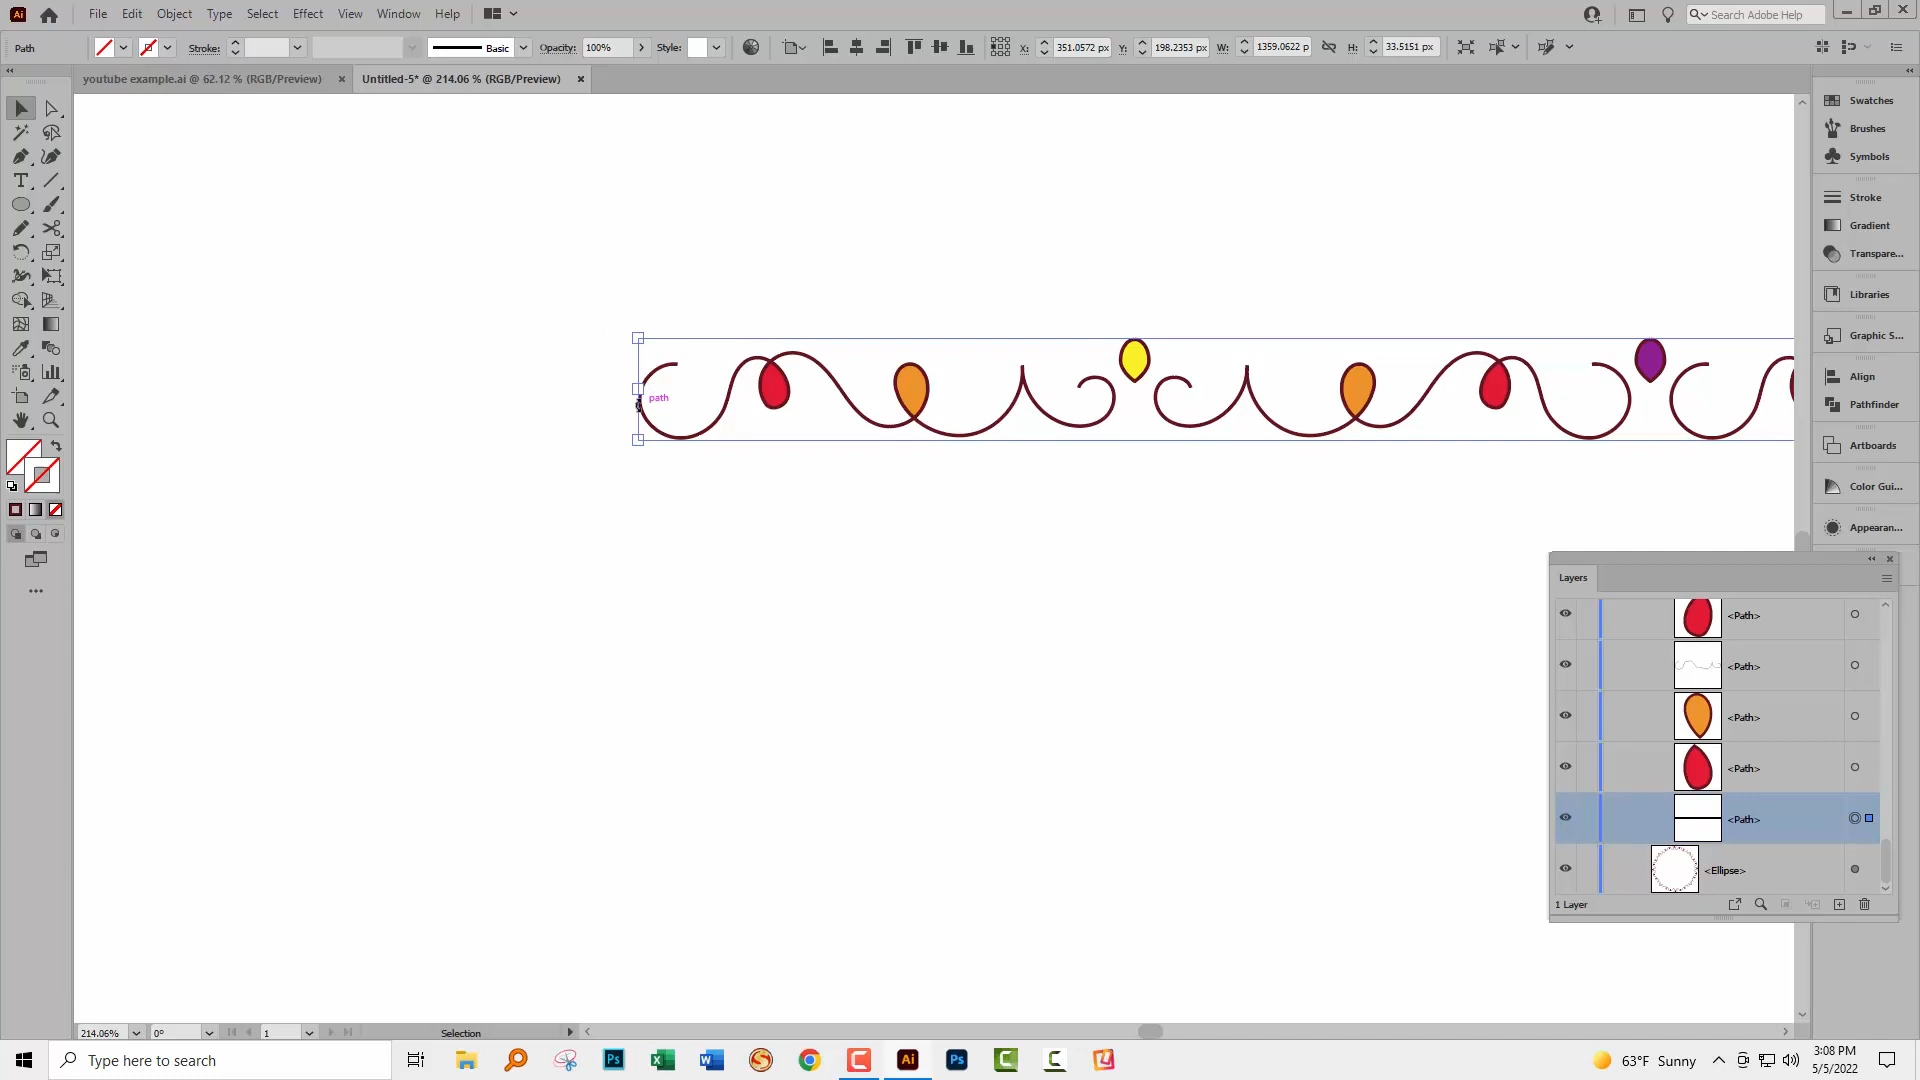 Ai File Edit Object Type Select Effect View Window Help Search Adobe Help
Path Stroke: Basic Opacity: 100% Style: X: 351.0572 px Y: 198.2353 px W: 1359.0622 p H: 33.5151 px
youtube example.ai @ 62.12 % (RGB/Preview) Untitled-5* @ 214.06 % (RGB/Preview)
Swatches
Brushes
Symbols
Stroke
Gradient
Transpare...
Libraries
Graphic S...
Align
Pathfinder
Artboards
Color Gui...
Appearan...
path
Layers
<Path>
<Path>
<Path>
<Path>
<Path>
<Ellipse>
1 Layer
214.06% 0° 1 Selection
Type here to search
63°F Sunny
3:08 PM
5/5/2022